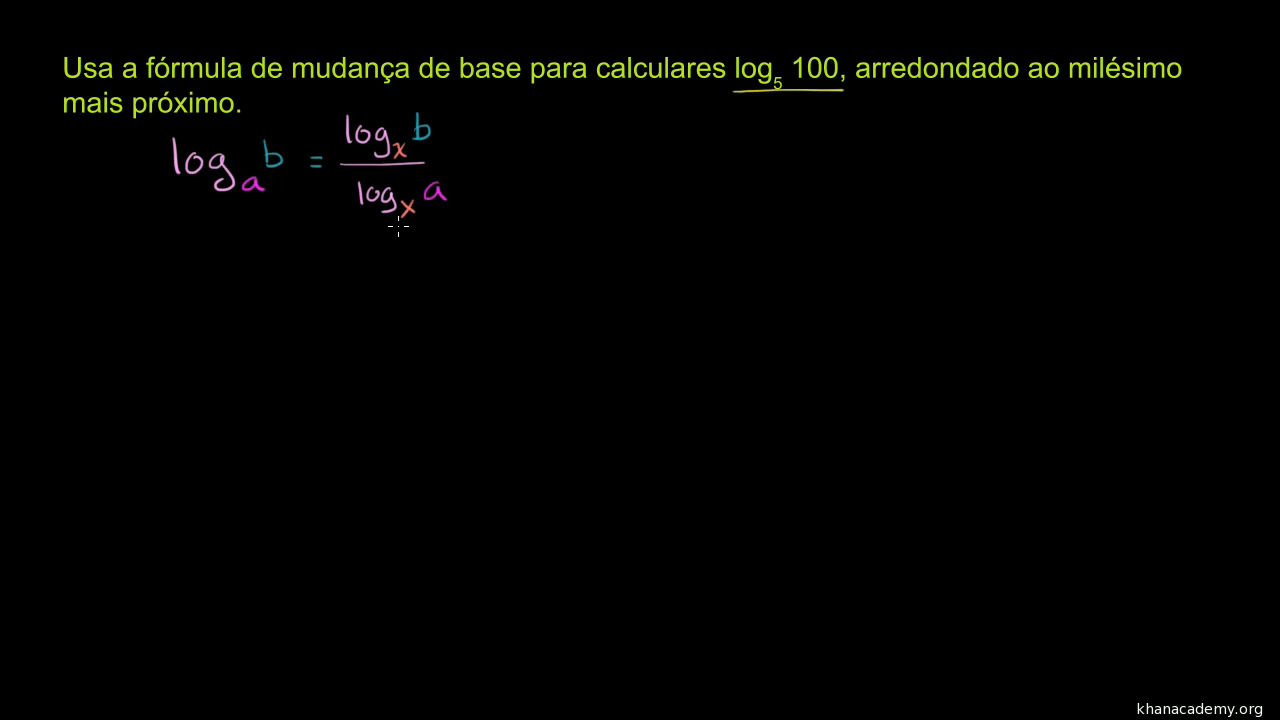 Usa a fórmula de mudança de base para calculares log₅ 100, arredondado ao milésimo
mais próximo.
logₐ b = logₓ b / logₓ a
khanacademy.org